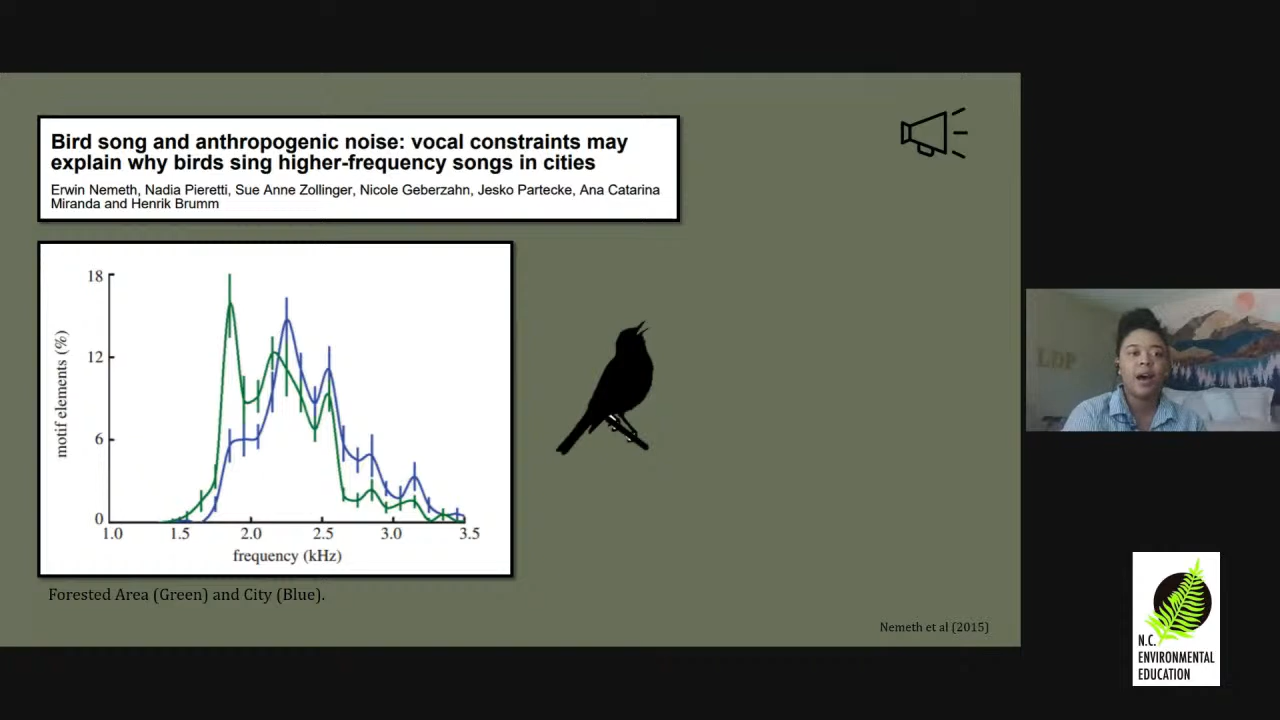 Bird song and anthropogenic noise: vocal constraints may
explain why birds sing higher-frequency songs in cities
Erwin Nemeth, Nadia Pieretti, Sue Anne Zollinger, Nicole Geberzahn, Jesko Partecke, Ana Catarina
Miranda and Henrik Brumm
18
12
6
0
motif elements (%)
1.0 1.5 2.0 2.5 3.0 3.5
frequency (kHz)
Forested Area (Green) and City (Blue).
Nemeth et al (2015)
LDP
N.C.
ENVIRONMENTAL
EDUCATION